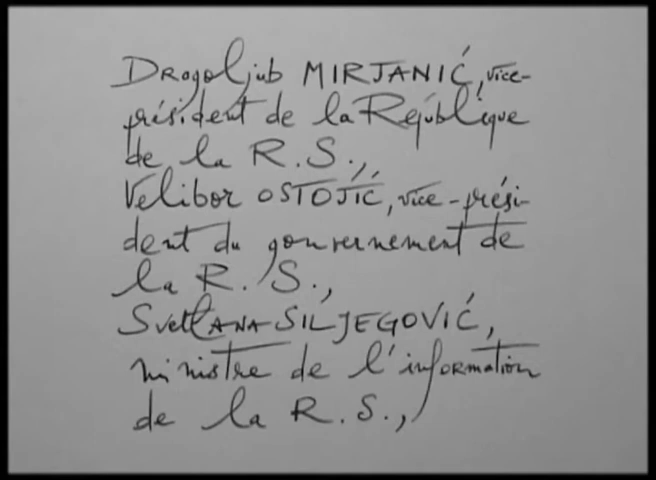 Dragoljub MIRJANIĆ, vice-
président de la République
de la R.S.,
Velibor OSTOJIĆ, vice-prési-
dent du gouvernement de
la R.S.,
Svetlana SILJEGOVIĆ,
ministre de l'information
de la R.S.,